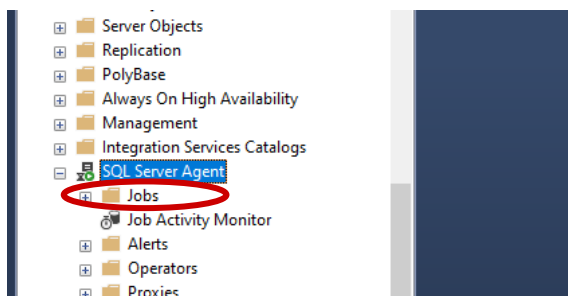 Server Objects
Replication
PolyBase
Always On High Availability
Management
Integration Services Catalogs
SQL Server Agent
Jobs
Job Activity Monitor
Alerts
Operators
Proxies